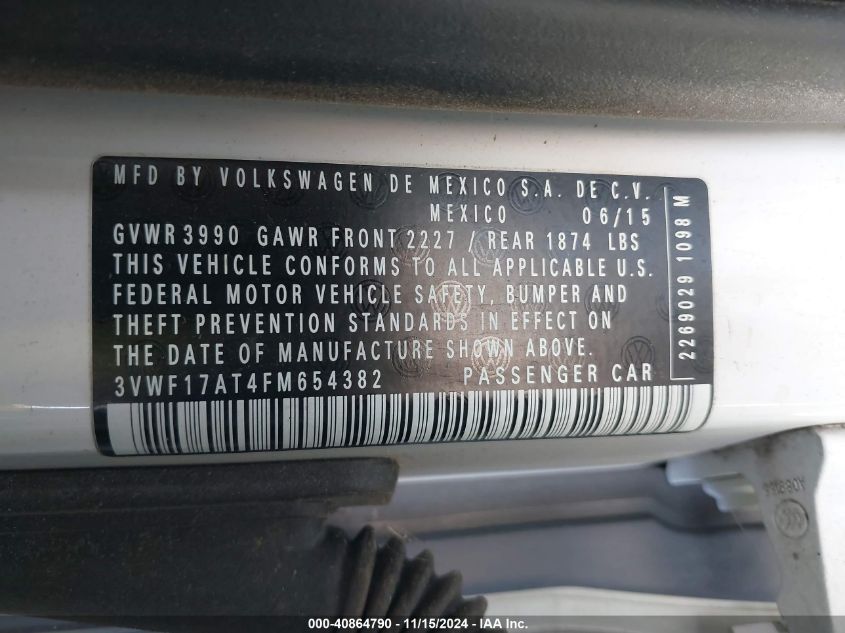 MFD BY VOLKSWAGEN DE MEXICO S.A. DE C.V.
MEXICO 06/15
GVWR 3990 GAWR FRONT 2227 / REAR 1874 LBS
THIS VEHICLE CONFORMS TO ALL APPLICABLE U.S.
FEDERAL MOTOR VEHICLE SAFETY, BUMPER AND
THEFT PREVENTION STANDARDS IN EFFECT ON
THE DATE OF MANUFACTURE SHOWN ABOVE.
3VWF17AT4FM654382 PASSENGER CAR
2269029 1098 M
000-40864790 - 11/15/2024 - IAA Inc.